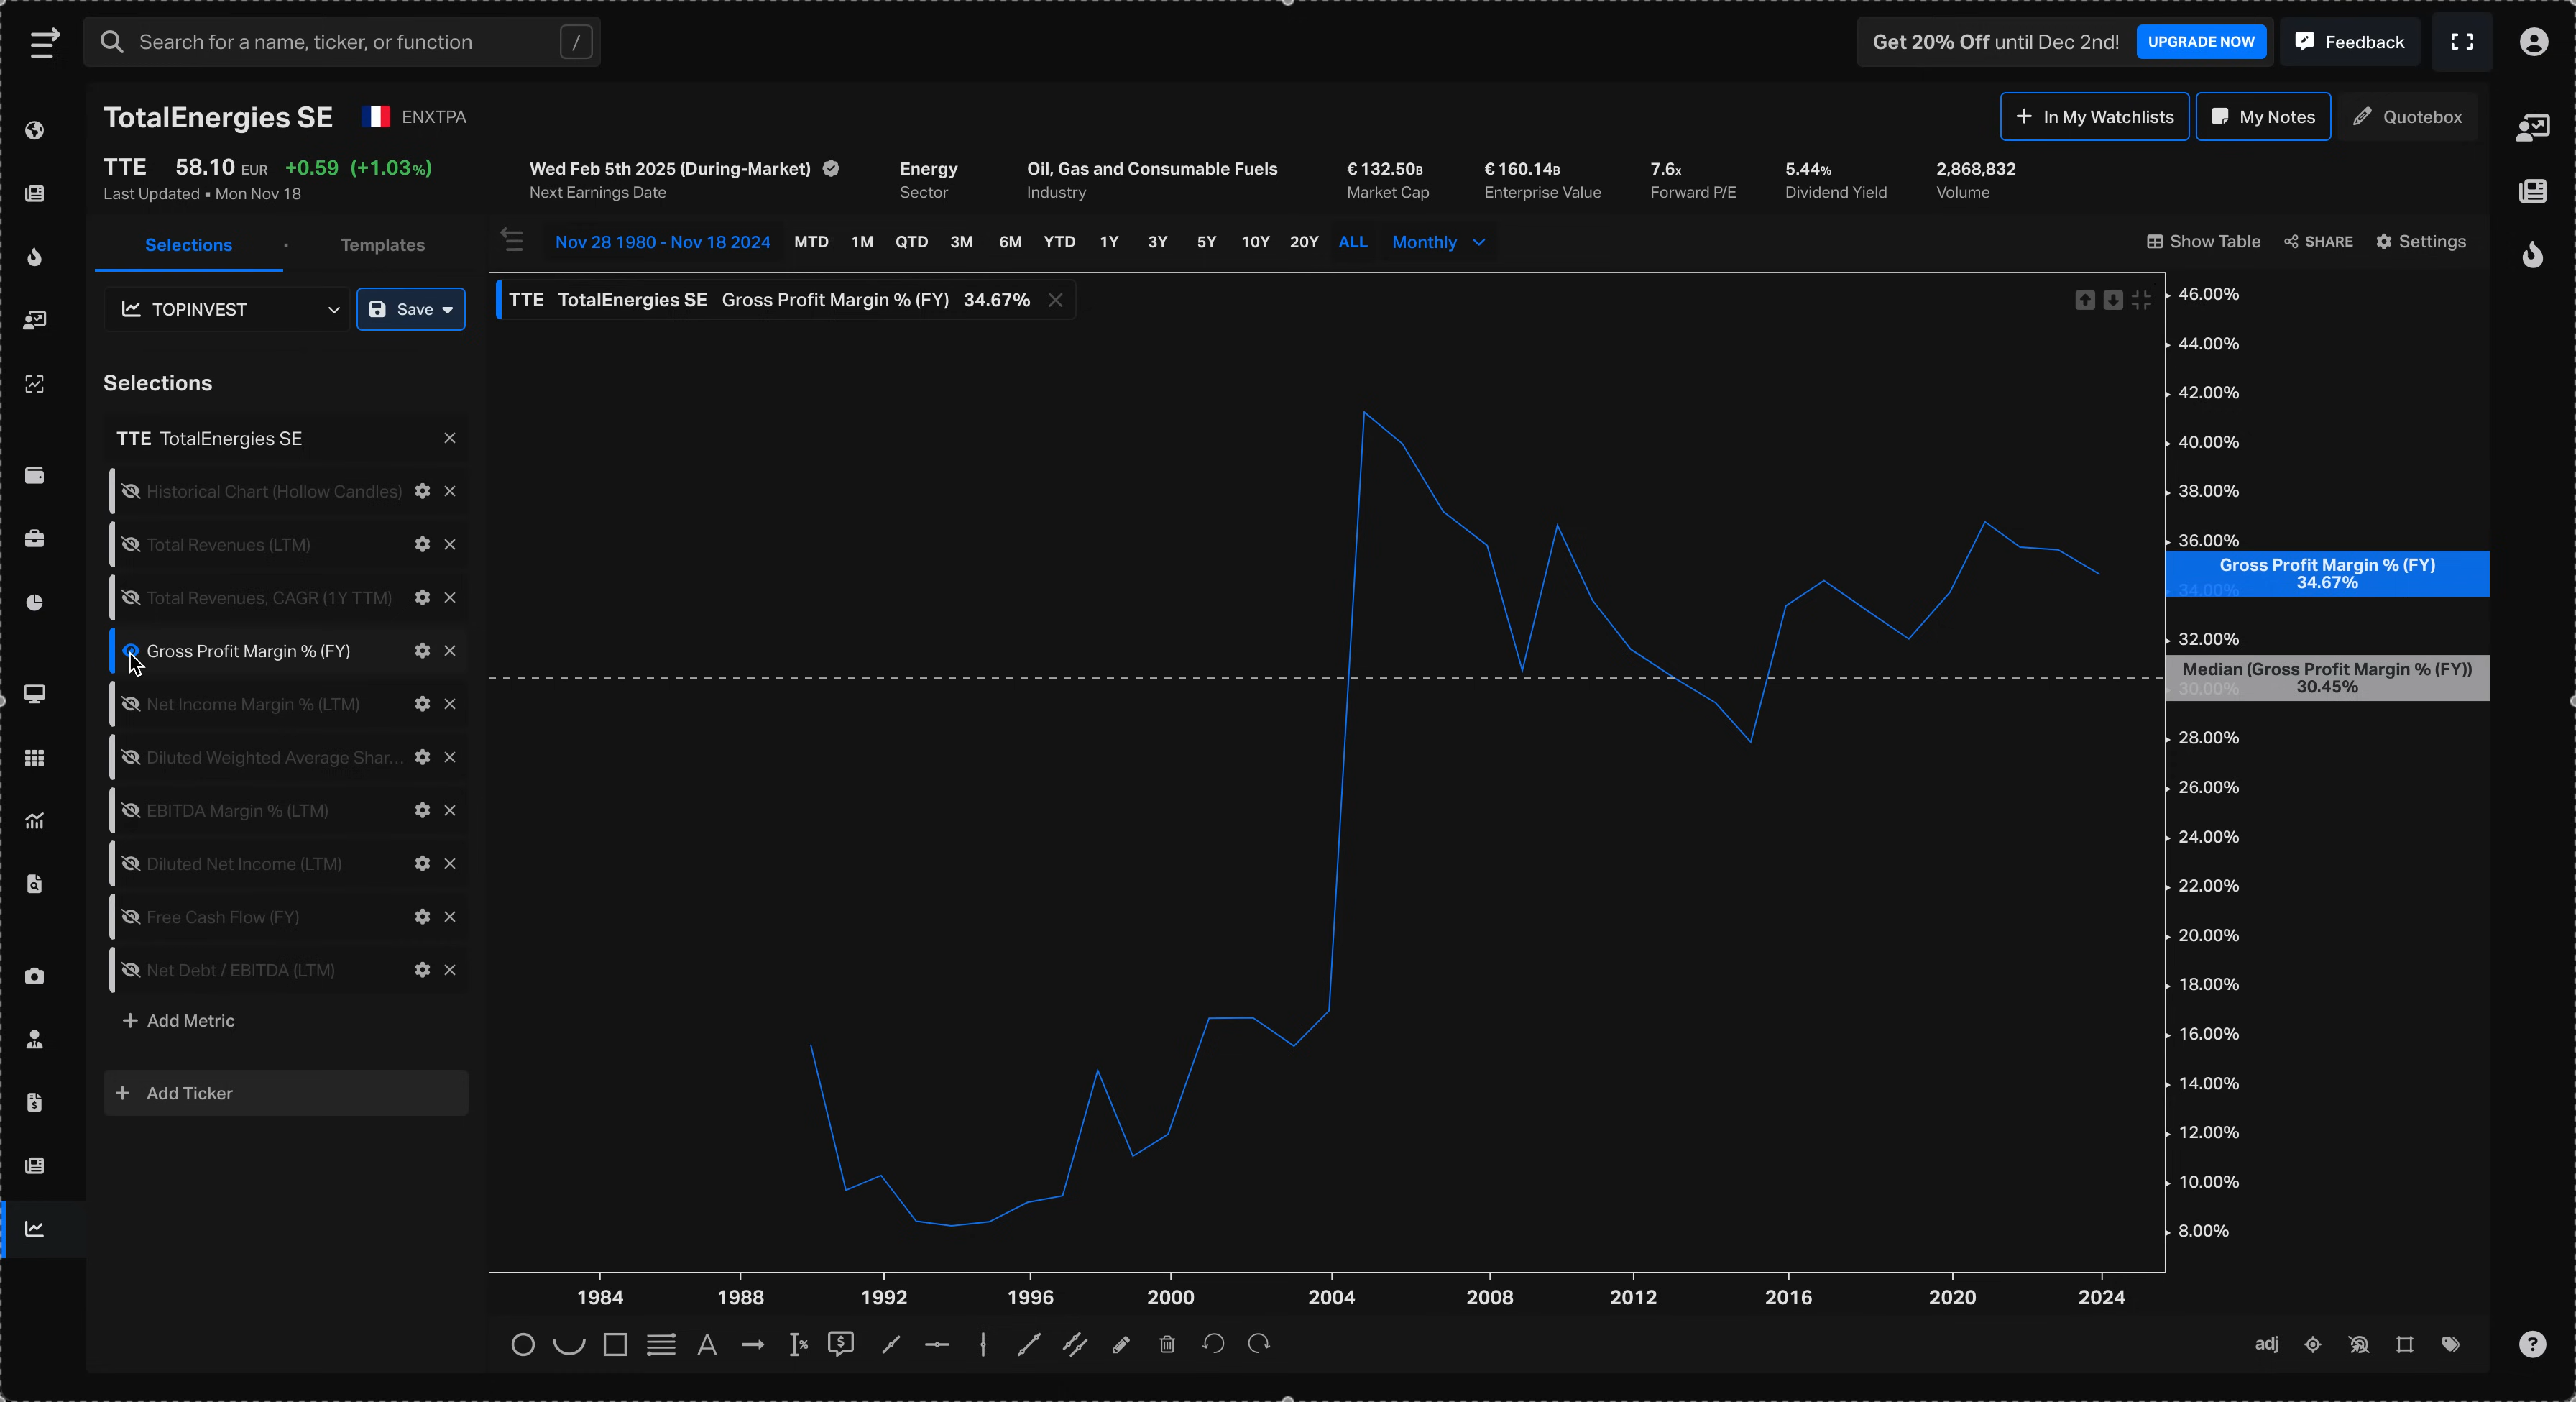 Search for a name, ticker, or function /
Get 20% Off until Dec 2nd! UPGRADE NOW Feedback
TotalEnergies SE ENXTPA
In My Watchlists My Notes Quotebox
TTE 58.10 EUR +0.59 (+1.03%)
Last Updated ▪ Mon Nov 18
Wed Feb 5th 2025 (During-Market)
Next Earnings Date
Energy
Sector
Oil, Gas and Consumable Fuels
Industry
€132.50B
Market Cap
€160.14B
Enterprise Value
7.6x
Forward P/E
5.44%
Dividend Yield
2,868,832
Volume
Selections · Templates
Nov 28 1980 - Nov 18 2024 MTD 1M QTD 3M 6M YTD 1Y 3Y 5Y 10Y 20Y ALL Monthly
Show Table SHARE Settings
TOPINVEST Save
Selections
TTE TotalEnergies SE
Historical Chart (Hollow Candles)
Total Revenues (LTM)
Total Revenues, CAGR (1Y TTM)
Gross Profit Margin % (FY)
Net Income Margin % (LTM)
Diluted Weighted Average Shar...
EBITDA Margin % (LTM)
Diluted Net Income (LTM)
Free Cash Flow (FY)
Net Debt / EBITDA (LTM)
+ Add Metric
+ Add Ticker
TTE TotalEnergies SE Gross Profit Margin % (FY) 34.67%
46.00%
44.00%
42.00%
40.00%
38.00%
36.00%
Gross Profit Margin % (FY)
34.67%
34.00%
32.00%
Median (Gross Profit Margin % (FY))
30.45%
30.00%
28.00%
26.00%
24.00%
22.00%
20.00%
18.00%
16.00%
14.00%
12.00%
10.00%
8.00%
1984 1988 1992 1996 2000 2004 2008 2012 2016 2020 2024
A
adj
?